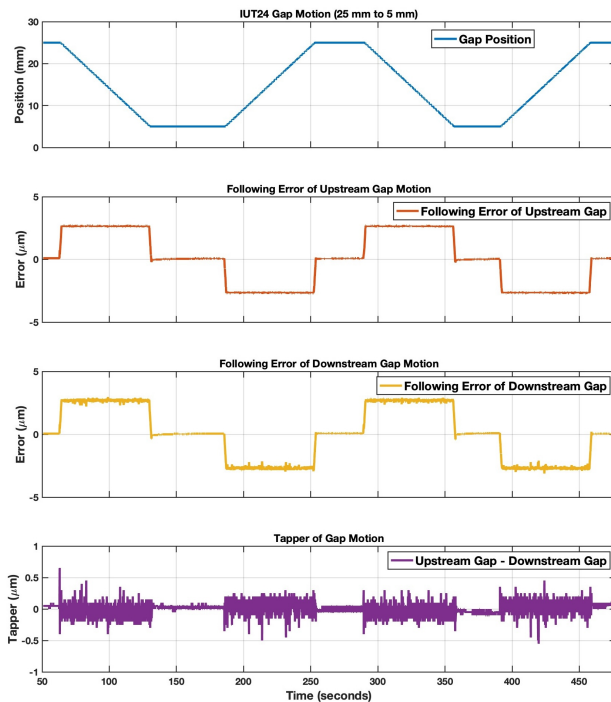 IUT24 Gap Motion (25 mm to 5 mm)
30
20
10
0
Position (mm)
Gap Position
Following Error of Upstream Gap Motion
5
0
-5
Error (μm)
Following Error of Upstream Gap
Following Error of Downstream Gap Motion
5
0
-5
Error (μm)
Following Error of Downstream Gap
Tapper of Gap Motion
1
0.5
0
-0.5
-1
Tapper (μm)
Upstream Gap - Downstream Gap
50 100 150 200 250 300 350 400 450
Time (seconds)